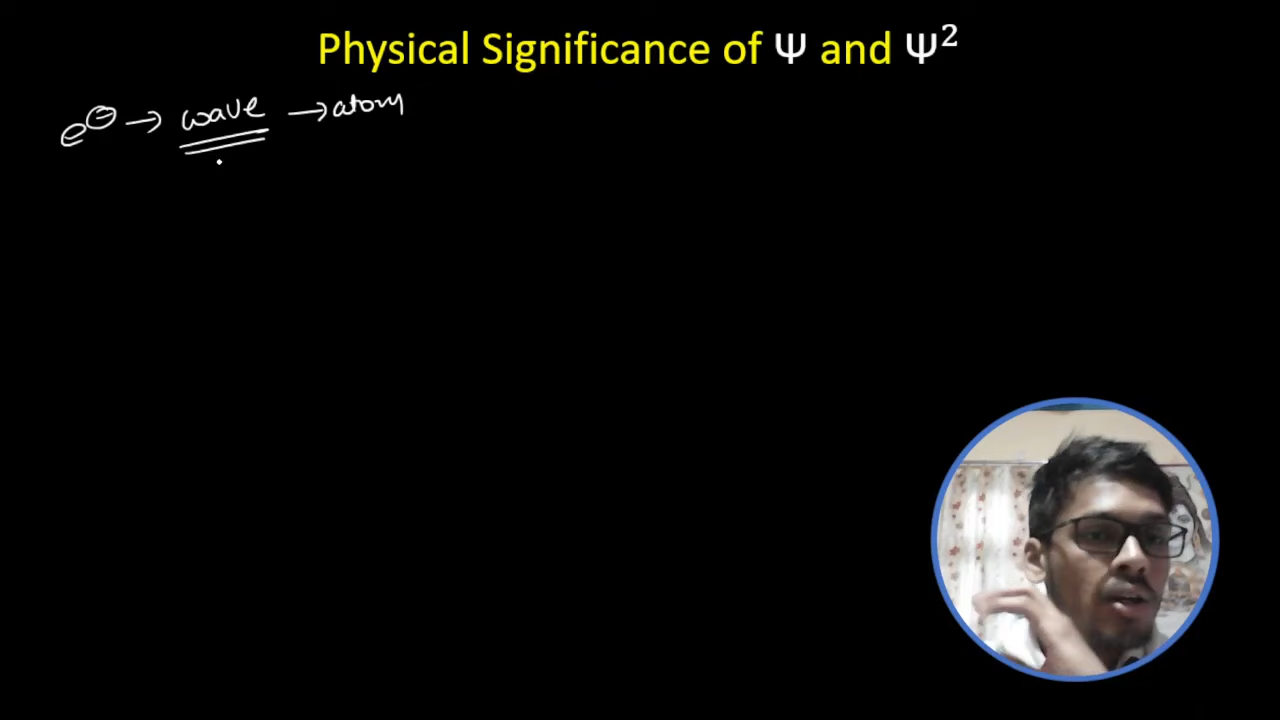 Physical Significance of Ψ and Ψ²
e⊖ → wave → atom